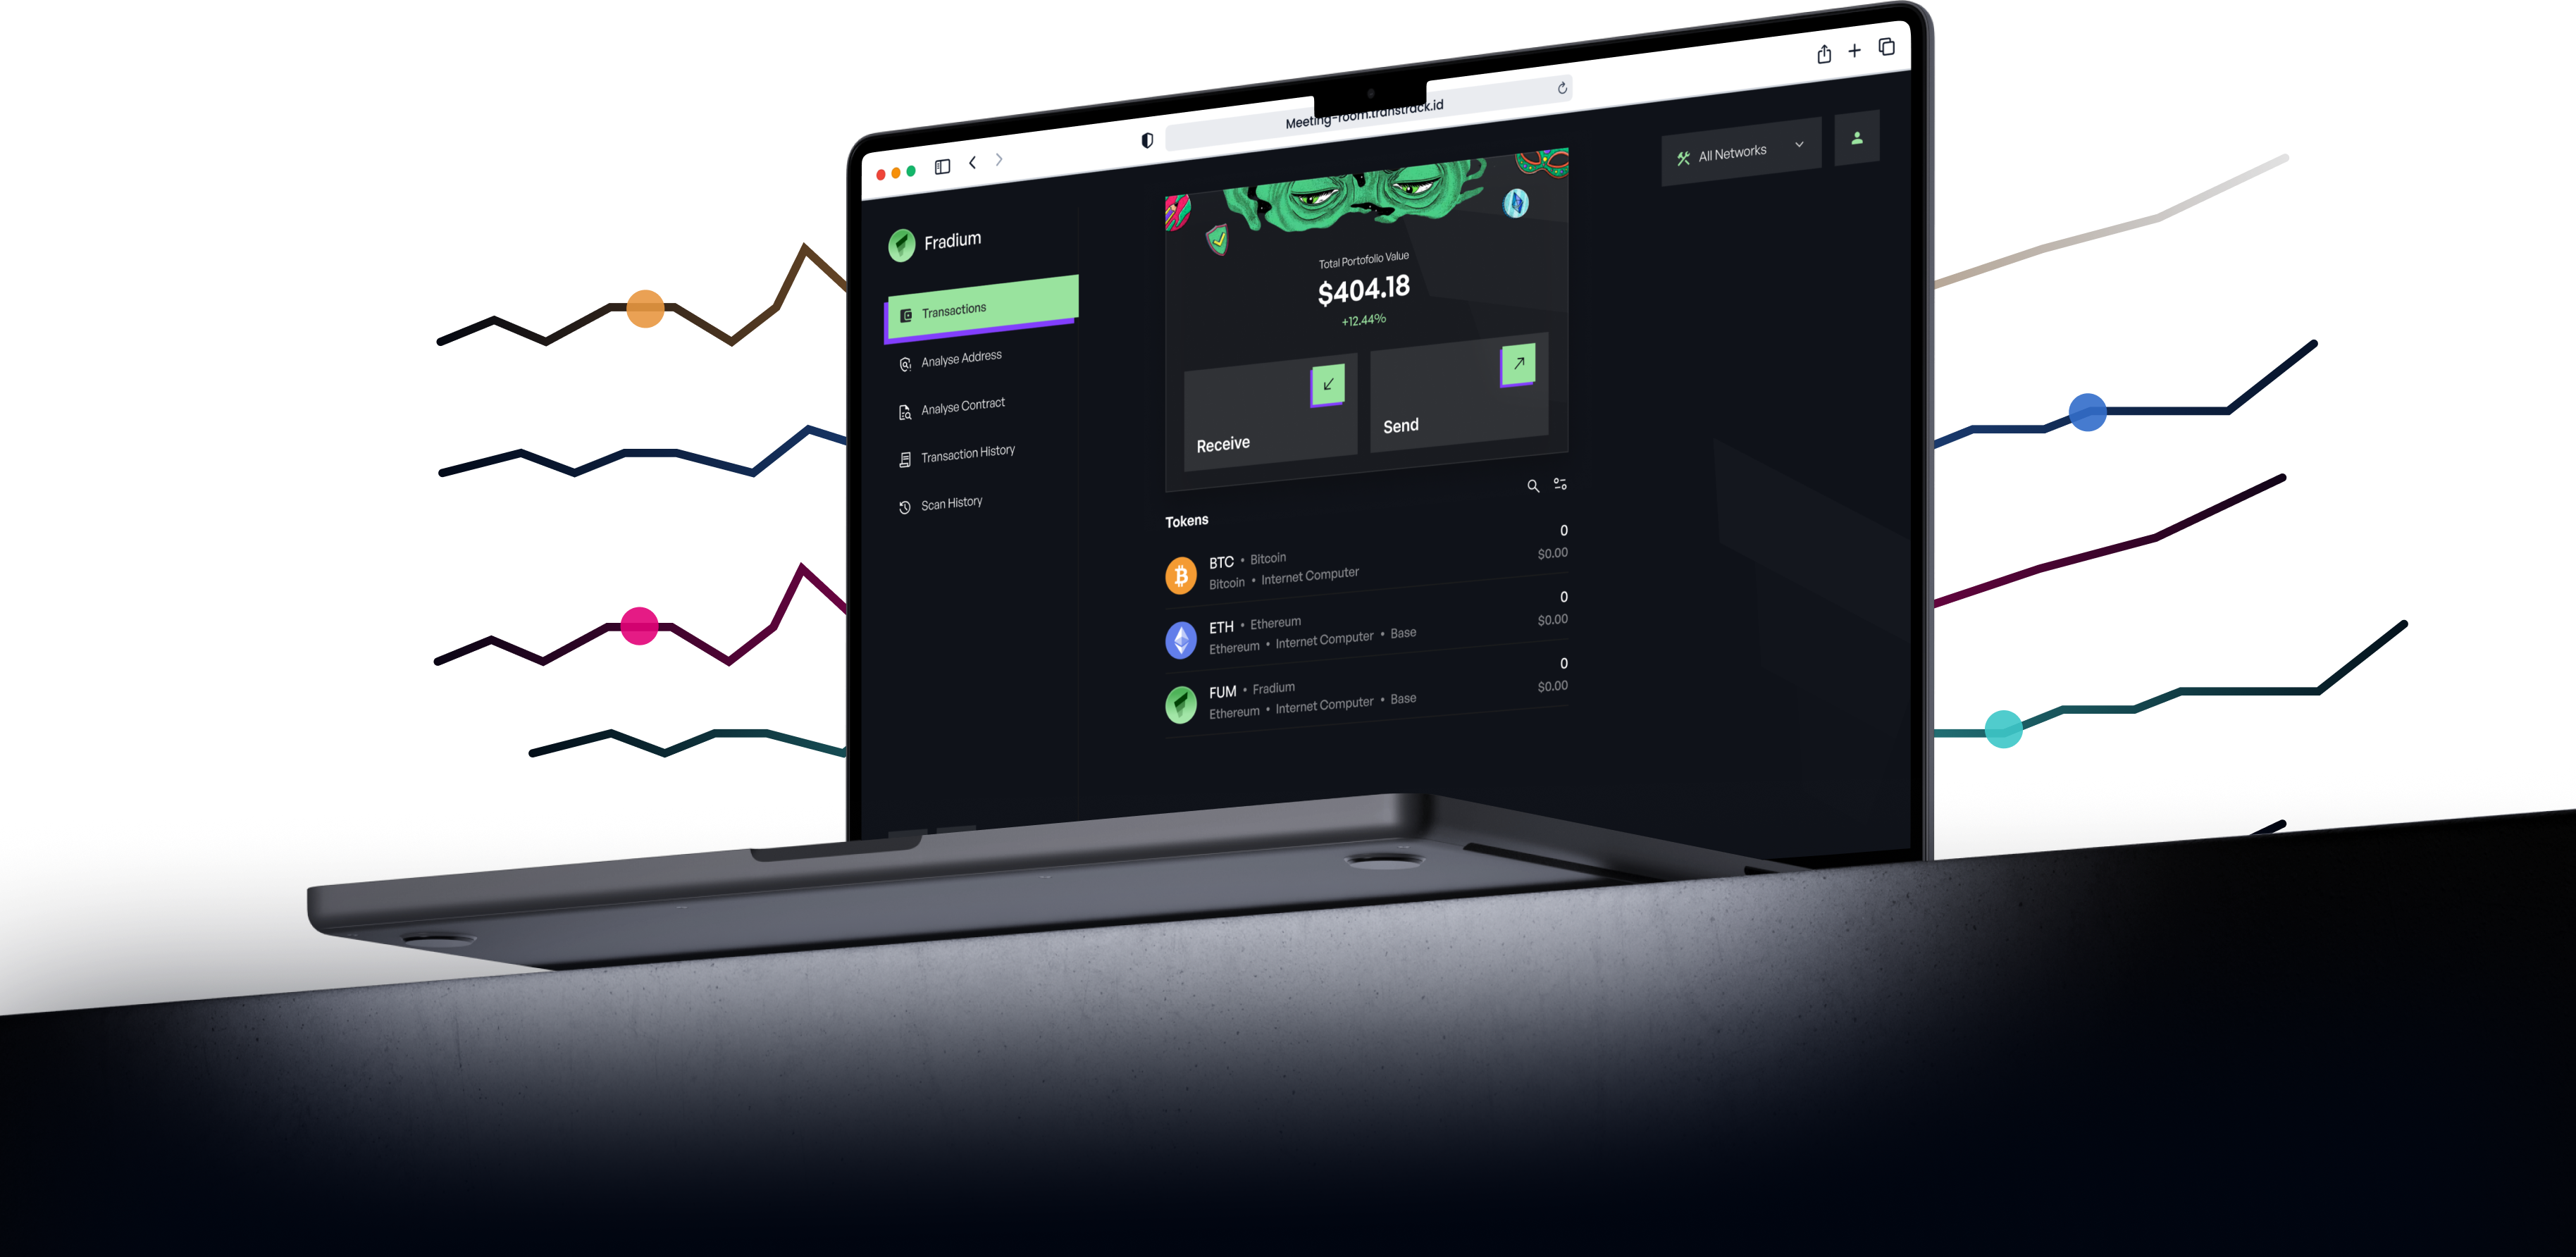 Meeting-room.transtrack.id
All Networks
Fradium
Transactions
Analyse Address
Analyse Contract
Transaction History
Scan History
Total Portofolio Value
$404.18
+12.44%
Receive
Send
Tokens
BTC • Bitcoin
0
Bitcoin • Internet Computer
$0.00
ETH • Ethereum
0
Ethereum • Internet Computer • Base
$0.00
FUM • Fradium
0
Ethereum • Internet Computer • Base
$0.00